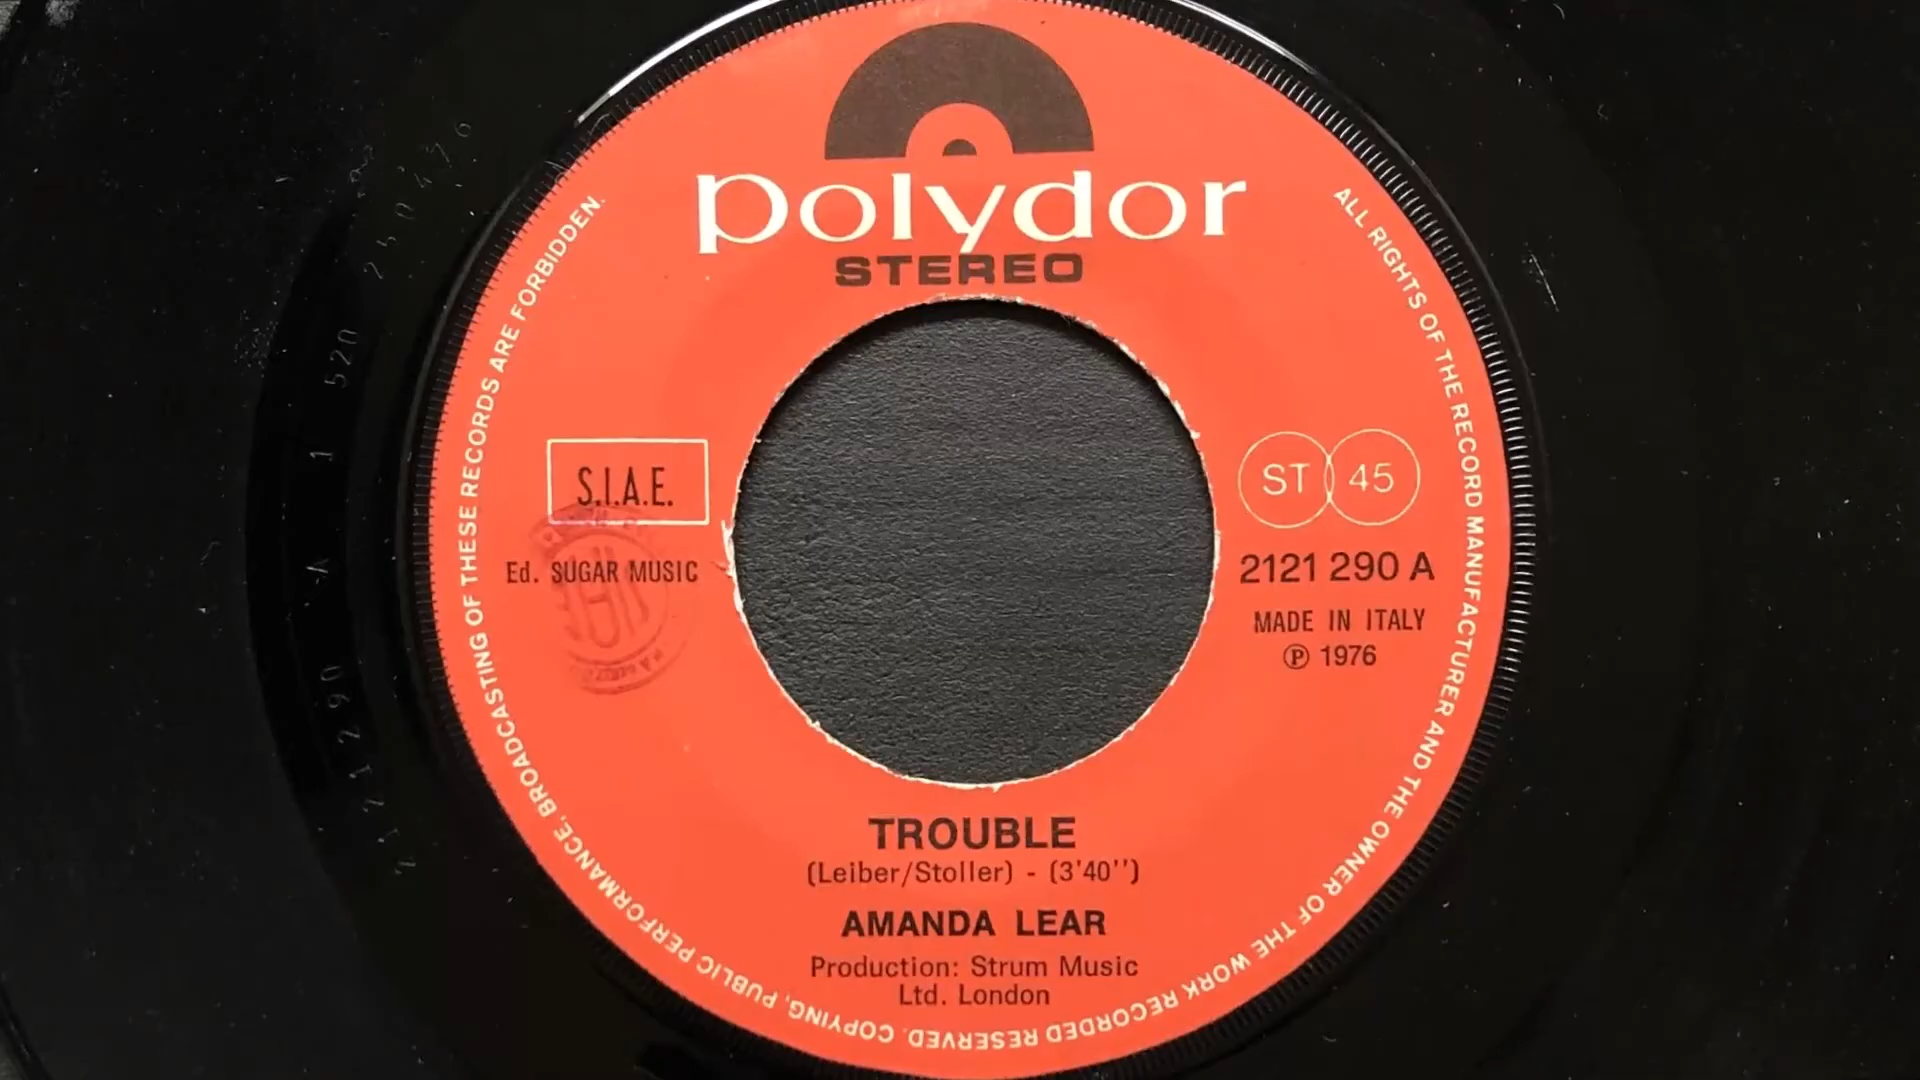 polydor
STEREO
ALL RIGHTS OF THE RECORD MANUFACTURER AND THE OWNER OF THE WORK RECORDED RESERVED. COPYING, PUBLIC PERFORMANCE, BROADCASTING OF THESE RECORDS ARE FORBIDDEN.
S.I.A.E.
Ed. SUGAR MUSIC
ST 45
2121 290 A
MADE IN ITALY
℗ 1976
TROUBLE
(Leiber/Stoller) - (3'40'')
AMANDA LEAR
Production: Strum Music
Ltd. London